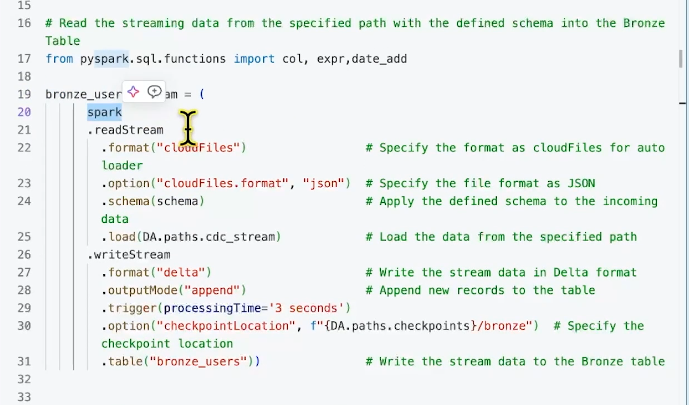 15
16 # Read the streaming data from the specified path with the defined schema into the Bronze
Table
17 from pyspark.sql.functions import col, expr,date_add
18
19 bronze_user am = (
20 spark
21 .readStream
22 .format("cloudFiles") # Specify the format as cloudFiles for auto
loader
23 .option("cloudFiles.format", "json") # Specify the file format as JSON
24 .schema(schema) # Apply the defined schema to the incoming
data
25 .load(DA.paths.cdc_stream) # Load the data from the specified path
26 .writeStream
27 .format("delta") # Write the stream data in Delta format
28 .outputMode("append") # Append new records to the table
29 .trigger(processingTime='3 seconds')
30 .option("checkpointLocation", f"{DA.paths.checkpoints}/bronze") # Specify the
checkpoint location
31 .table("bronze_users")) # Write the stream data to the Bronze table
32
33